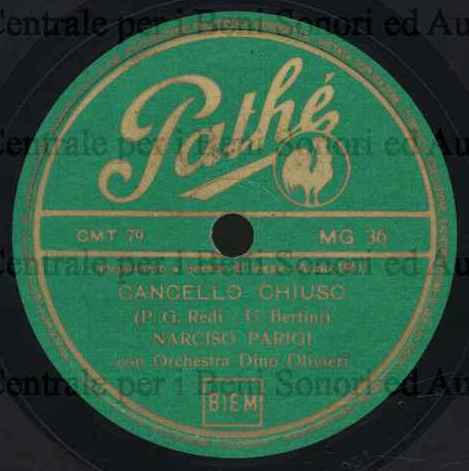 Centrale per i Beni Sonori ed Au
Pathé
Centrale per i Beni Sonori ed Au
CMT 79 MG 36
Centrale per i Beni Sonori ed Au
CANCELLO CHIUSO
(P. G. Redi - U. Bertini)
NARCISO PARIGI
con Orchestra Dino Olivieri
Centrale per i Beni Sonori ed Au
BIEM